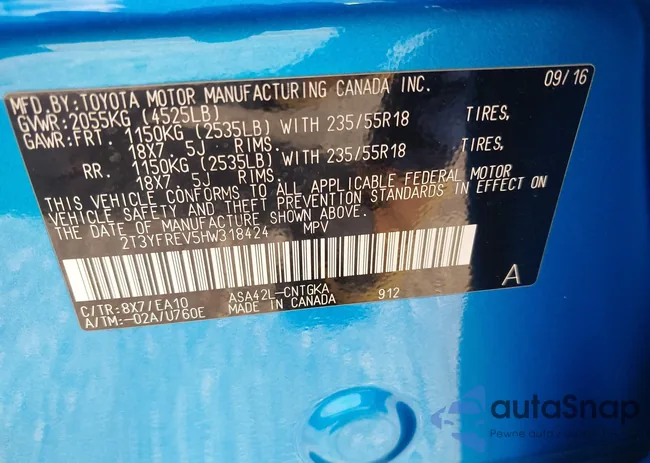 MFD.BY:TOYOTA MOTOR MANUFACTURING CANADA INC. 09/16
GVWR:2055KG (4525LB)
GAWR:FRT. 1150KG (2535LB) WITH 235/55R18 TIRES,
18X7 5J RIMS.
RR. 1150KG (2535LB) WITH 235/55R18 TIRES,
18X7 5J RIMS.
THIS VEHICLE CONFORMS TO ALL APPLICABLE FEDERAL MOTOR
VEHICLE SAFETY AND THEFT PREVENTION STANDARDS IN EFFECT ON
THE DATE OF MANUFACTURE SHOWN ABOVE.
2T3YFREV5HW318424 MPV
A
C/TR:8X7/EA10 ASA42L-CNTGKA 912
A/TM:-02A/U760E MADE IN CANADA
autaSnap
Pewne auta